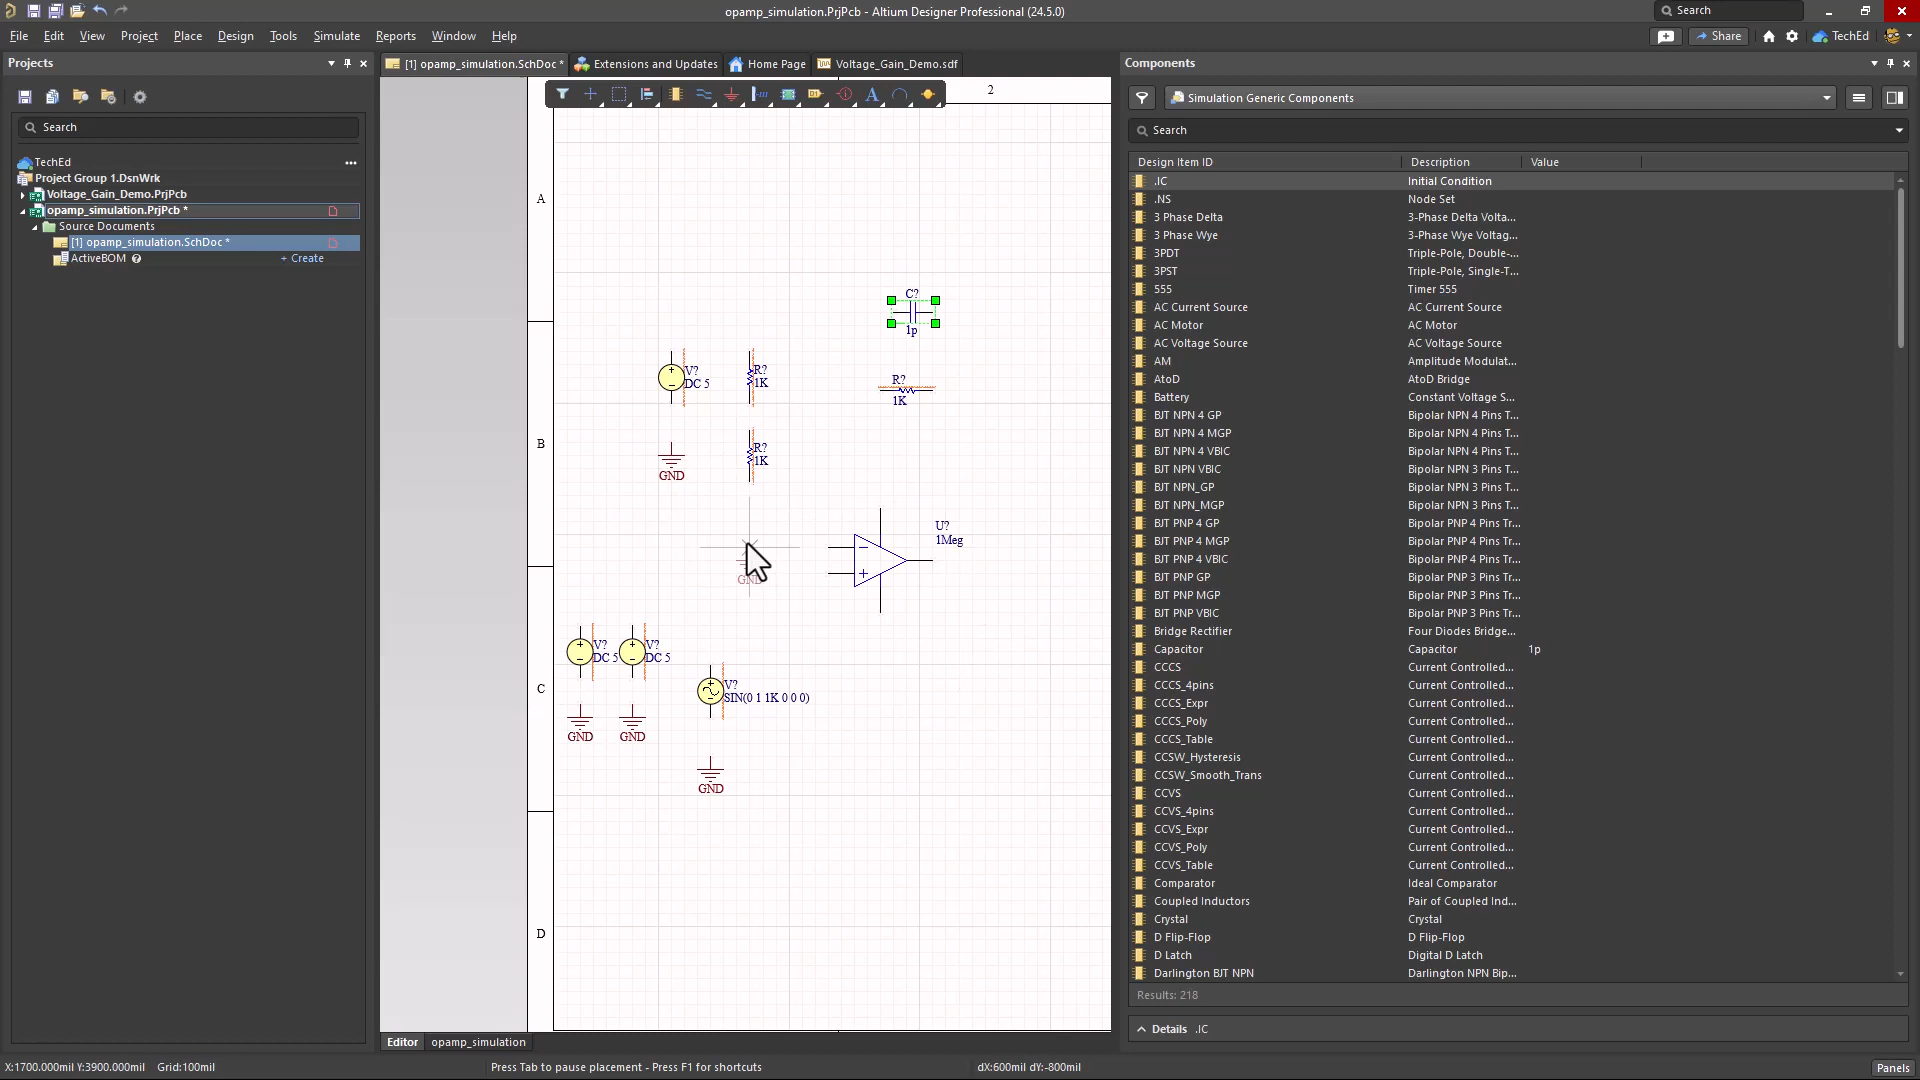 opamp_simulation.PrjPcb - Altium Designer Professional (24.5.0)
Search
File Edit View Project Place Design Tools Simulate Reports Window Help
Share
TechEd
Projects
[1] opamp_simulation.SchDoc *
Extensions and Updates
Home Page
Voltage_Gain_Demo.sdf
Components
Simulation Generic Components
Search
Search
TechEd
Project Group 1.DsnWrk
Voltage_Gain_Demo.PrjPcb
opamp_simulation.PrjPcb *
Source Documents
[1] opamp_simulation.SchDoc *
ActiveBOM
+ Create
2
A
B
C
D
C?
1p
V?
DC 5
R?
1K
R?
1K
GND
R?
1K
GND
U?
1Meg
V?
DC 5
V?
DC 5
V?
SIN(0 1 1K 0 0 0)
GND
GND
GND
Design Item ID Description Value
.IC Initial Condition
.NS Node Set
3 Phase Delta 3-Phase Delta Volta...
3 Phase Wye 3-Phase Wye Voltag...
3PDT Triple-Pole, Double-...
3PST Triple-Pole, Single-T...
555 Timer 555
AC Current Source AC Current Source
AC Motor AC Motor
AC Voltage Source AC Voltage Source
AM Amplitude Modulat...
AtoD AtoD Bridge
Battery Constant Voltage S...
BJT NPN 4 GP Bipolar NPN 4 Pins T...
BJT NPN 4 MGP Bipolar NPN 4 Pins T...
BJT NPN 4 VBIC Bipolar NPN 4 Pins T...
BJT NPN VBIC Bipolar NPN 3 Pins T...
BJT NPN_GP Bipolar NPN 3 Pins T...
BJT NPN_MGP Bipolar NPN 3 Pins T...
BJT PNP 4 GP Bipolar PNP 4 Pins Tr...
BJT PNP 4 MGP Bipolar PNP 4 Pins Tr...
BJT PNP 4 VBIC Bipolar PNP 4 Pins Tr...
BJT PNP GP Bipolar PNP 3 Pins Tr...
BJT PNP MGP Bipolar PNP 3 Pins Tr...
BJT PNP VBIC Bipolar PNP 3 Pins Tr...
Bridge Rectifier Four Diodes Bridge...
Capacitor Capacitor 1p
CCCS Current Controlled...
CCCS_4pins Current Controlled...
CCCS_Expr Current Controlled...
CCCS_Poly Current Controlled...
CCCS_Table Current Controlled...
CCSW_Hysteresis Current Controlled...
CCSW_Smooth_Trans Current Controlled...
CCVS Current Controlled...
CCVS_4pins Current Controlled...
CCVS_Expr Current Controlled...
CCVS_Poly Current Controlled...
CCVS_Table Current Controlled...
Comparator Ideal Comparator
Coupled Inductors Pair of Coupled Ind...
Crystal Crystal
D Flip-Flop D Flip-Flop
D Latch Digital D Latch
Darlington BJT NPN Darlington NPN Bip...
Results: 218
Details .IC
Editor opamp_simulation
X:1700.000mil Y:3900.000mil Grid:100mil
Press Tab to pause placement - Press F1 for shortcuts
dX:600mil dY:-800mil
Panels